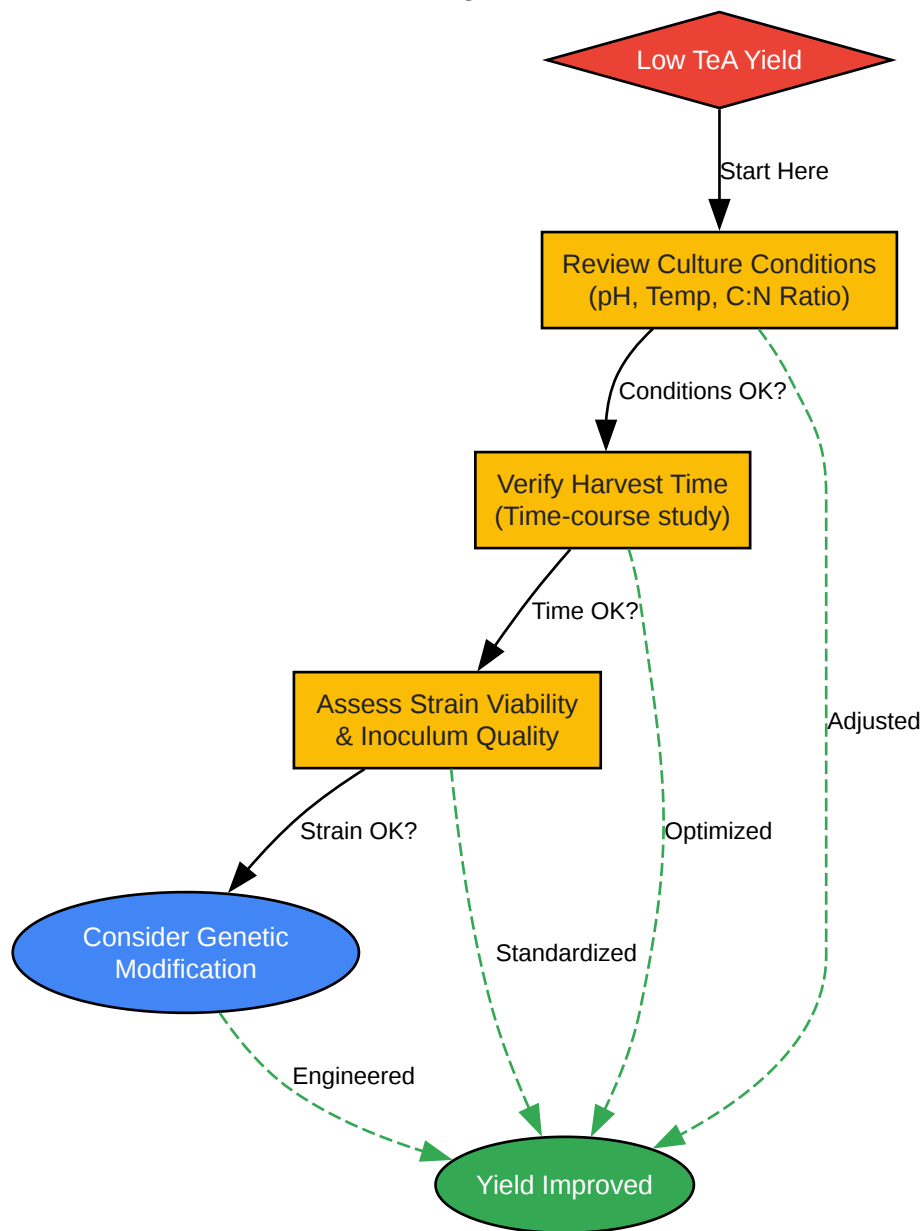 Low TeA Yield
Start Here
Review Culture Conditions
(pH, Temp, C:N Ratio)
Conditions OK?
Verify Harvest Time
(Time-course study)
Time OK?
Assess Strain Viability
& Inoculum Quality
Adjusted
Strain OK?
Optimized
Consider Genetic
Modification
Standardized
Engineered
Yield Improved